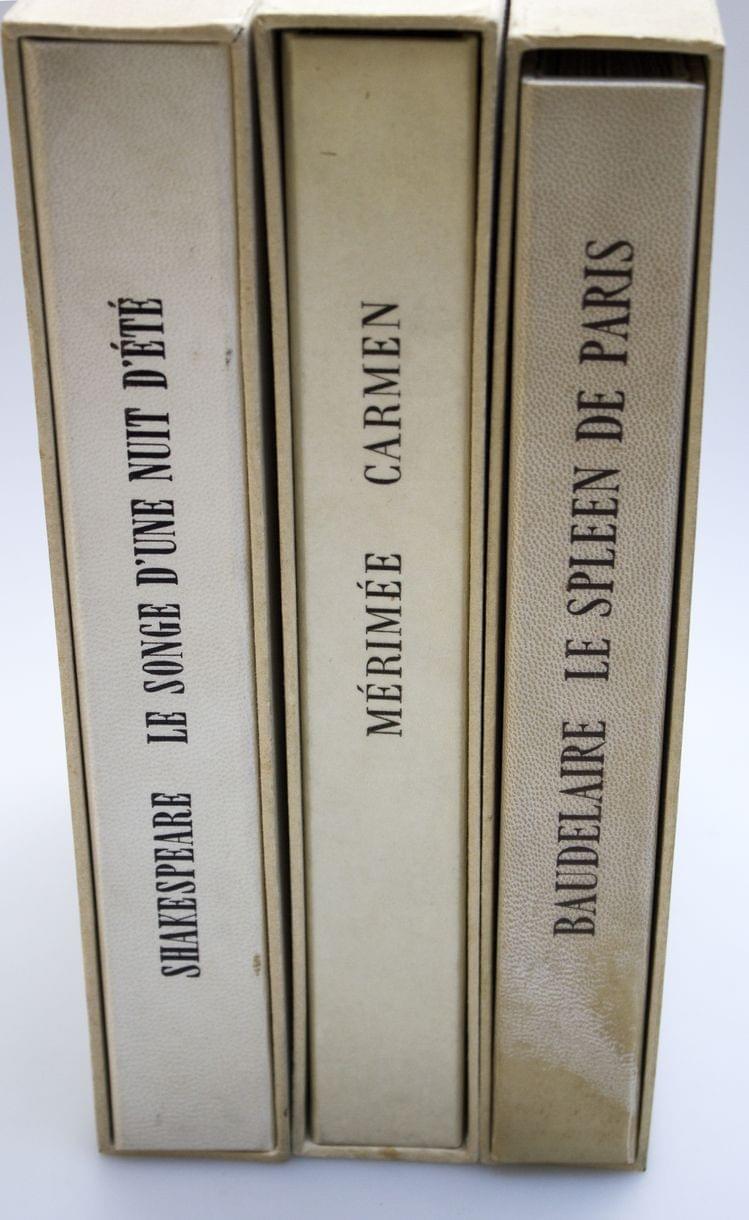 SHAKESPEARE LE SONGE D'UNE NUIT D'ÉTÉ
MÉRIMÉE CARMEN
BAUDELAIRE LE SPLEEN DE PARIS